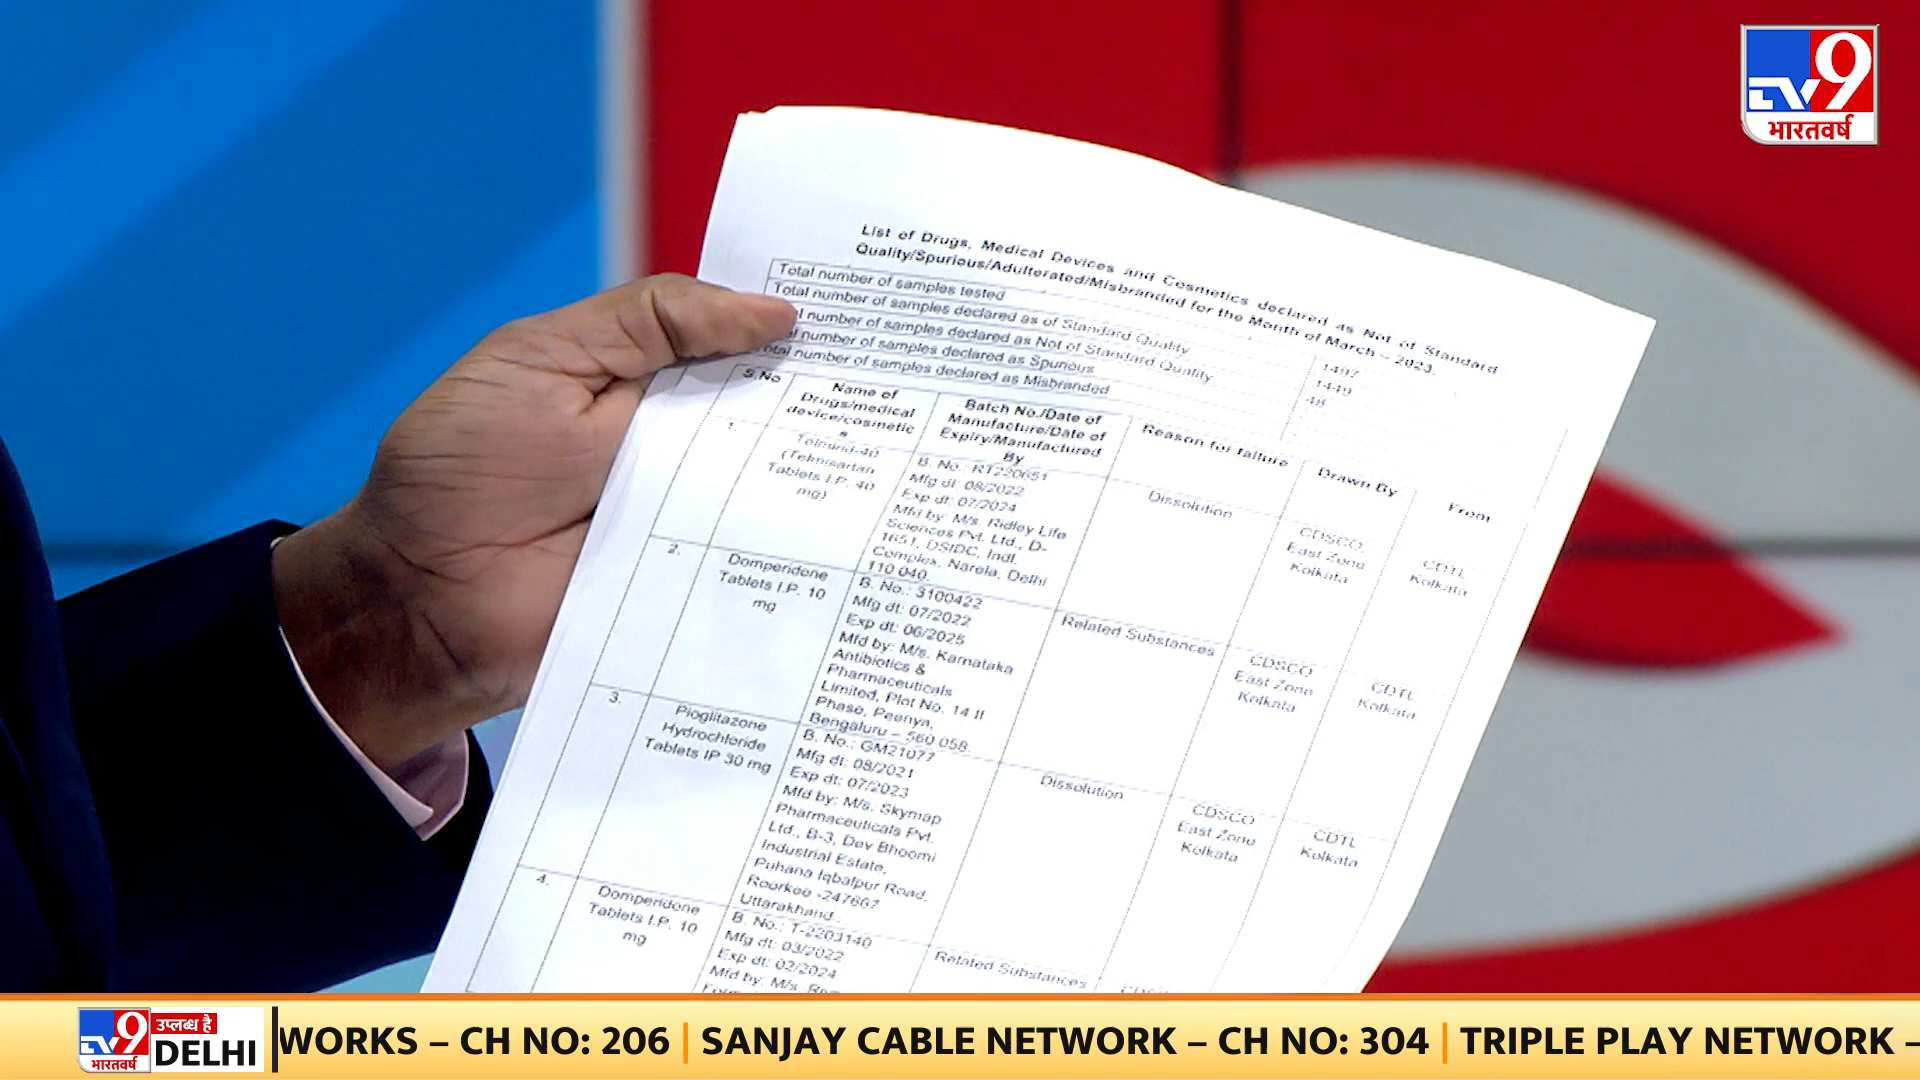 TV9
भारतवर्ष
List of Drugs, Medical Devices and Cosmetics declared as Not of Standard
Quality/Spurious/Adulterated/Misbranded for the Month of March – 2023.
Total number of samples tested
1497
Total number of samples declared as of Standard Quality
1449
l number of samples declared as Not of Standard Quality
48
al number of samples declared as Spurious
otal number of samples declared as Misbranded
S.No
Name of
Drugs/medical
device/cosmetic
s
Batch No./Date of
Manufacture/Date of
Expiry/Manufactured
By
Reason for failure
Drawn By
From
1.
(Telmisartan
Tablets I.P. 40
mg)
B. No.: RT220651
Mfg dt: 08/2022
Exp dt: 07/2024
Mfd by: M/s. Ridley Life
Sciences Pvt. Ltd., D-
1651, DSIDC, Indl.
Complex, Narela, Delhi
110 040.
Dissolution
CDSCO,
East Zone
Kolkata
CDTL
Kolkata
2.
Domperidone
Tablets I.P. 10
mg
B. No.: 3100422
Mfg dt: 07/2022
Exp dt: 06/2025
Mfd by: M/s. Karnataka
Antibiotics &
Pharmaceuticals
Limited, Plot No. 14 II
Phase, Peenya,
Bengaluru – 560 058.
Related Substances
CDSCO
East Zone
Kolkata
CDTL
Kolkata
3.
Pioglitazone
Hydrochloride
Tablets IP 30 mg
B. No.: GM21077
Mfg dt: 08/2021
Exp dt: 07/2023
Mfd by: M/s. Skymap
Pharmaceuticals Pvt.
Ltd., B-3, Dev Bhoomi
Industrial Estate,
Puhana Iqbalpur Road,
Roorkee -247667
Uttarakhand.
Dissolution
CDSCO
East Zone
Kolkata
CDTL
Kolkata
4.
Domperidone
Tablets I.P. 10
mg
B. No.: T-2203140
Mfg dt: 03/2022
Exp dt: 02/2024
Mfd by: M/s.
Related Substances
TV9
भारतवर्ष
उप्लब्ध है
DELHI
WORKS – CH NO: 206 | SANJAY CABLE NETWORK – CH NO: 304 | TRIPLE PLAY NETWORK –